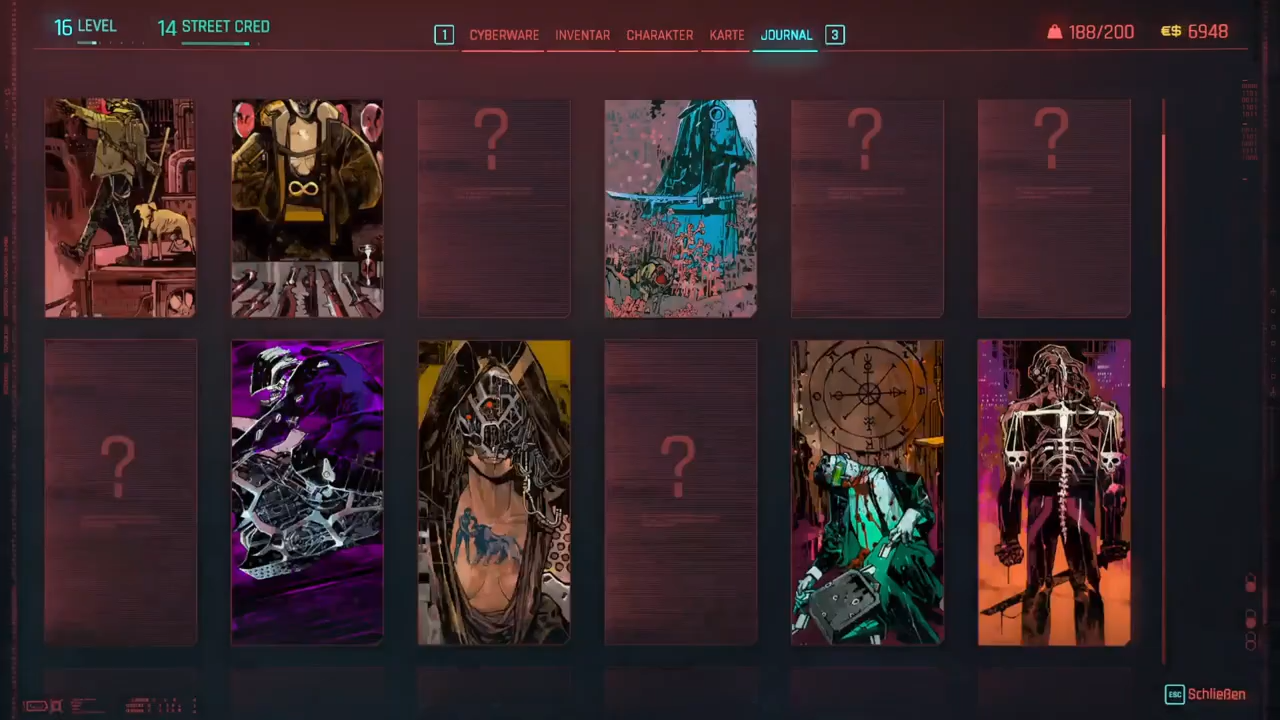 16 LEVEL
14 STREET CRED
1 CYBERWARE INVENTAR CHARAKTER KARTE JOURNAL 3
188/200
€$ 6948
?
?
?
?
?
ESC Schließen